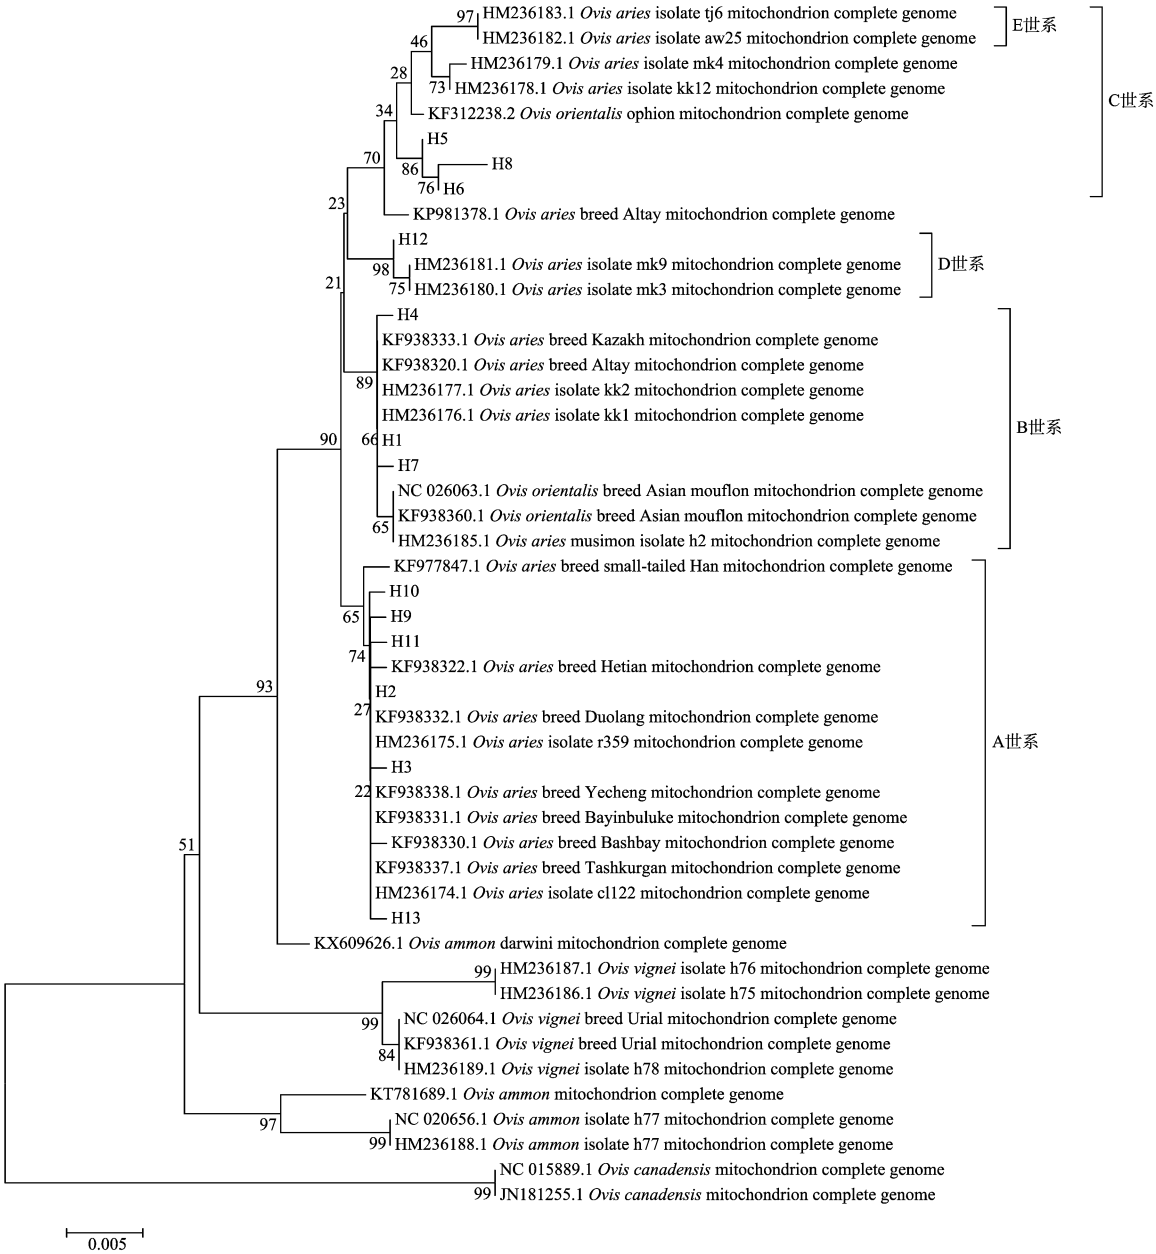 97 HM236183.1 Ovis aries isolate tj6 mitochondrion complete genome
E世系
HM236182.1 Ovis aries isolate aw25 mitochondrion complete genome
46
HM236179.1 Ovis aries isolate mk4 mitochondrion complete genome
28
73 HM236178.1 Ovis aries isolate kk12 mitochondrion complete genome
C世系
34
KF312238.2 Ovis orientalis ophion mitochondrion complete genome
H5
70
86
H8
76 H6
23
KP981378.1 Ovis aries breed Altay mitochondrion complete genome
H12
98
HM236181.1 Ovis aries isolate mk9 mitochondrion complete genome
D世系
21
75 HM236180.1 Ovis aries isolate mk3 mitochondrion complete genome
H4
KF938333.1 Ovis aries breed Kazakh mitochondrion complete genome
KF938320.1 Ovis aries breed Altay mitochondrion complete genome
89
HM236177.1 Ovis aries isolate kk2 mitochondrion complete genome
HM236176.1 Ovis aries isolate kk1 mitochondrion complete genome
B世系
90
66 H1
H7
NC 026063.1 Ovis orientalis breed Asian mouflon mitochondrion complete genome
65
KF938360.1 Ovis orientalis breed Asian mouflon mitochondrion complete genome
HM236185.1 Ovis aries musimon isolate h2 mitochondrion complete genome
KF977847.1 Ovis aries breed small-tailed Han mitochondrion complete genome
H10
65
H9
H11
74
KF938322.1 Ovis aries breed Hetian mitochondrion complete genome
93
H2
27
KF938332.1 Ovis aries breed Duolang mitochondrion complete genome
HM236175.1 Ovis aries isolate r359 mitochondrion complete genome
A世系
H3
22 KF938338.1 Ovis aries breed Yecheng mitochondrion complete genome
KF938331.1 Ovis aries breed Bayinbuluke mitochondrion complete genome
51
KF938330.1 Ovis aries breed Bashbay mitochondrion complete genome
KF938337.1 Ovis aries breed Tashkurgan mitochondrion complete genome
HM236174.1 Ovis aries isolate cl122 mitochondrion complete genome
H13
KX609626.1 Ovis ammon darwini mitochondrion complete genome
99 HM236187.1 Ovis vignei isolate h76 mitochondrion complete genome
HM236186.1 Ovis vignei isolate h75 mitochondrion complete genome
99
NC 026064.1 Ovis vignei breed Urial mitochondrion complete genome
84
KF938361.1 Ovis vignei breed Urial mitochondrion complete genome
HM236189.1 Ovis vignei isolate h78 mitochondrion complete genome
KT781689.1 Ovis ammon mitochondrion complete genome
97
NC 020656.1 Ovis ammon isolate h77 mitochondrion complete genome
99 HM236188.1 Ovis ammon isolate h77 mitochondrion complete genome
NC 015889.1 Ovis canadensis mitochondrion complete genome
99 JN181255.1 Ovis canadensis mitochondrion complete genome
0.005